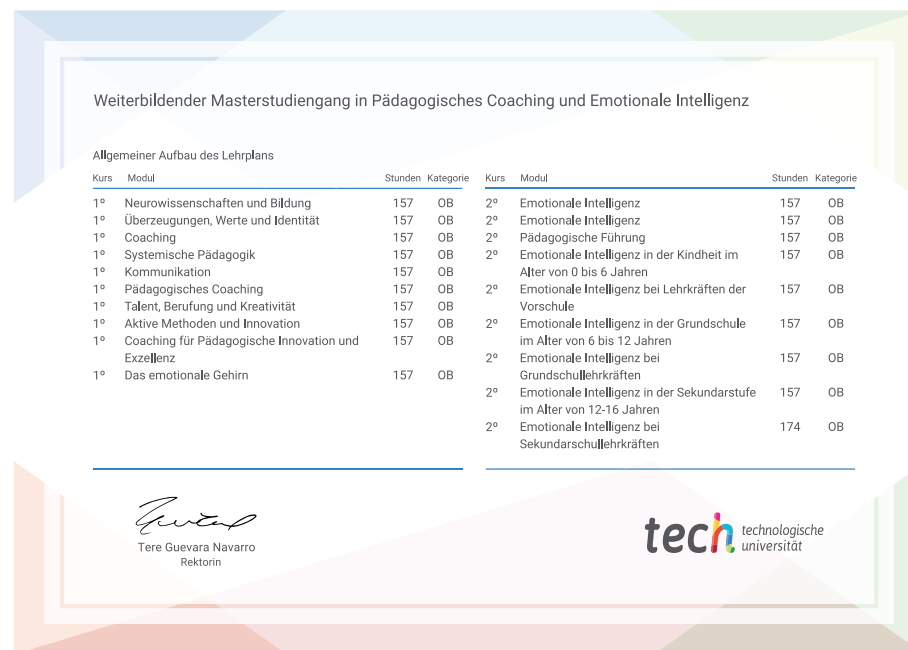 Weiterbildender Masterstudiengang in Pädagogisches Coaching und Emotionale Intelligenz
Allgemeiner Aufbau des Lehrplans
Kurs Modul Stunden Kategorie
1º Neurowissenschaften und Bildung 157 OB
1º Überzeugungen, Werte und Identität 157 OB
1º Coaching 157 OB
1º Systemische Pädagogik 157 OB
1º Kommunikation 157 OB
1º Pädagogisches Coaching 157 OB
1º Talent, Berufung und Kreativität 157 OB
1º Aktive Methoden und Innovation 157 OB
1º Coaching für Pädagogische Innovation und 157 OB
Exzellenz
1º Das emotionale Gehirn 157 OB
Kurs Modul Stunden Kategorie
2º Emotionale Intelligenz 157 OB
2º Emotionale Intelligenz 157 OB
2º Pädagogische Führung 157 OB
2º Emotionale Intelligenz in der Kindheit im 157 OB
Alter von 0 bis 6 Jahren
2º Emotionale Intelligenz bei Lehrkräften der 157 OB
Vorschule
2º Emotionale Intelligenz in der Grundschule 157 OB
im Alter von 6 bis 12 Jahren
2º Emotionale Intelligenz bei 157 OB
Grundschullehrkräften
2º Emotionale Intelligenz in der Sekundarstufe 157 OB
im Alter von 12-16 Jahren
2º Emotionale Intelligenz bei 174 OB
Sekundarschullehrkräften
Tere Guevara Navarro
Rektorin
tech technologische
universität